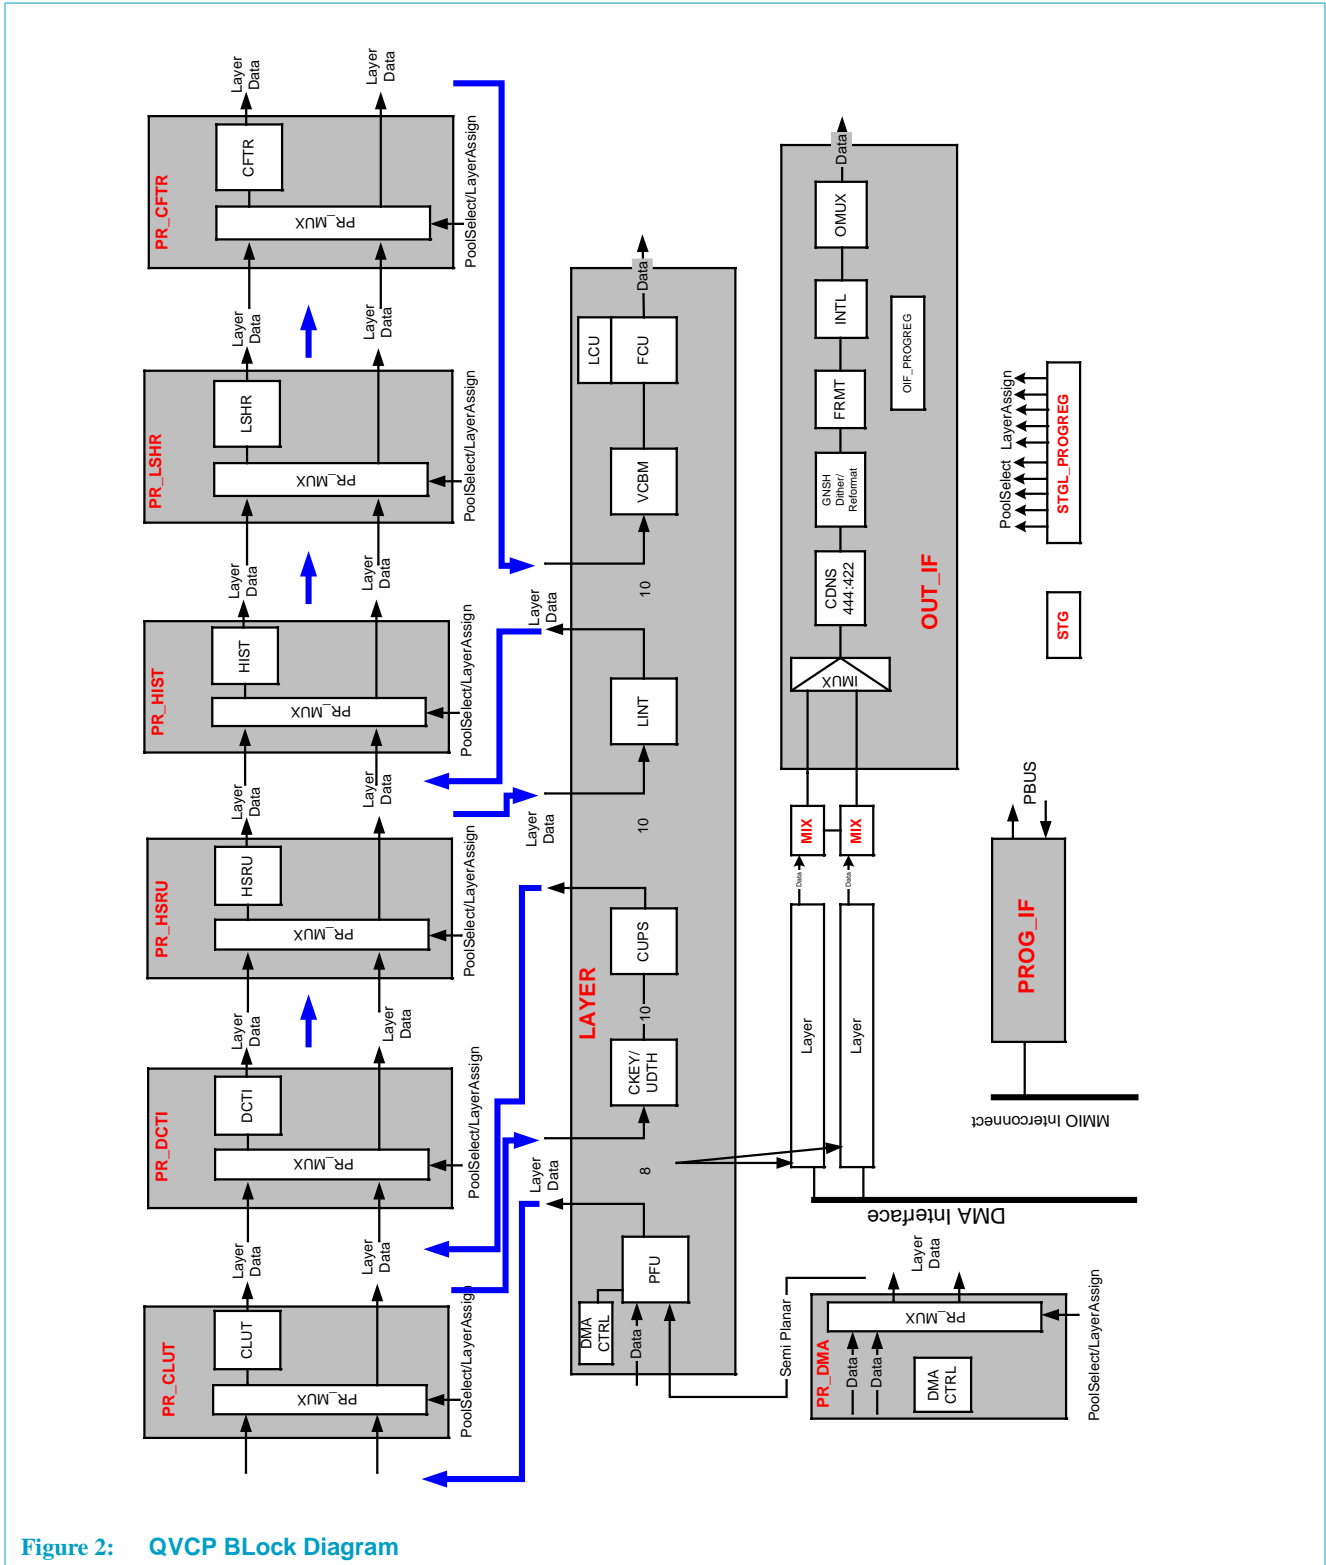 Layer
Data
Layer
Data
PR_CFTR
CFTR
PR_MUX
PoolSelect/LayerAssign
Layer
Data
Layer
Data
PR_LSHR
LSHR
PR_MUX
PoolSelect/LayerAssign
Layer
Data
Layer
Data
PR_HIST
HIST
PR_MUX
PoolSelect/LayerAssign
Layer
Data
Layer
Data
PR_HSRU
HSRU
PR_MUX
PoolSelect/LayerAssign
Layer
Data
Layer
Data
PR_DCTI
DCTI
PR_MUX
PoolSelect/LayerAssign
Layer
Data
Layer
Data
PR_CLUT
CLUT
PR_MUX
PoolSelect/LayerAssign
Data
LCU
FCU
VCBM
10
Layer
Data
LINT
10
Layer
Data
CUPS
LAYER
10
CKEY/
UDTH
8
Layer
Data
PFU
DMA
CTRL
Data
Semi Planar
Data
OMUX
INTL
OIF_PROGREG
FRMT
GNSH
Dither/
Reformat
CDNS
444:422
OUT_IF
IMUX
MIX
MIX
Data
Data
Layer
Layer
DMA Interface
Layer
Data
PR_MUX
PR_DMA
Data
Data
DMA
CTRL
PoolSelect/LayerAssign
PoolSelect LayerAssign
STGL_PROGREG
STG
PBUS
PROG_IF
MMIO Interconnect
Figure 2: QVCP BLock Diagram